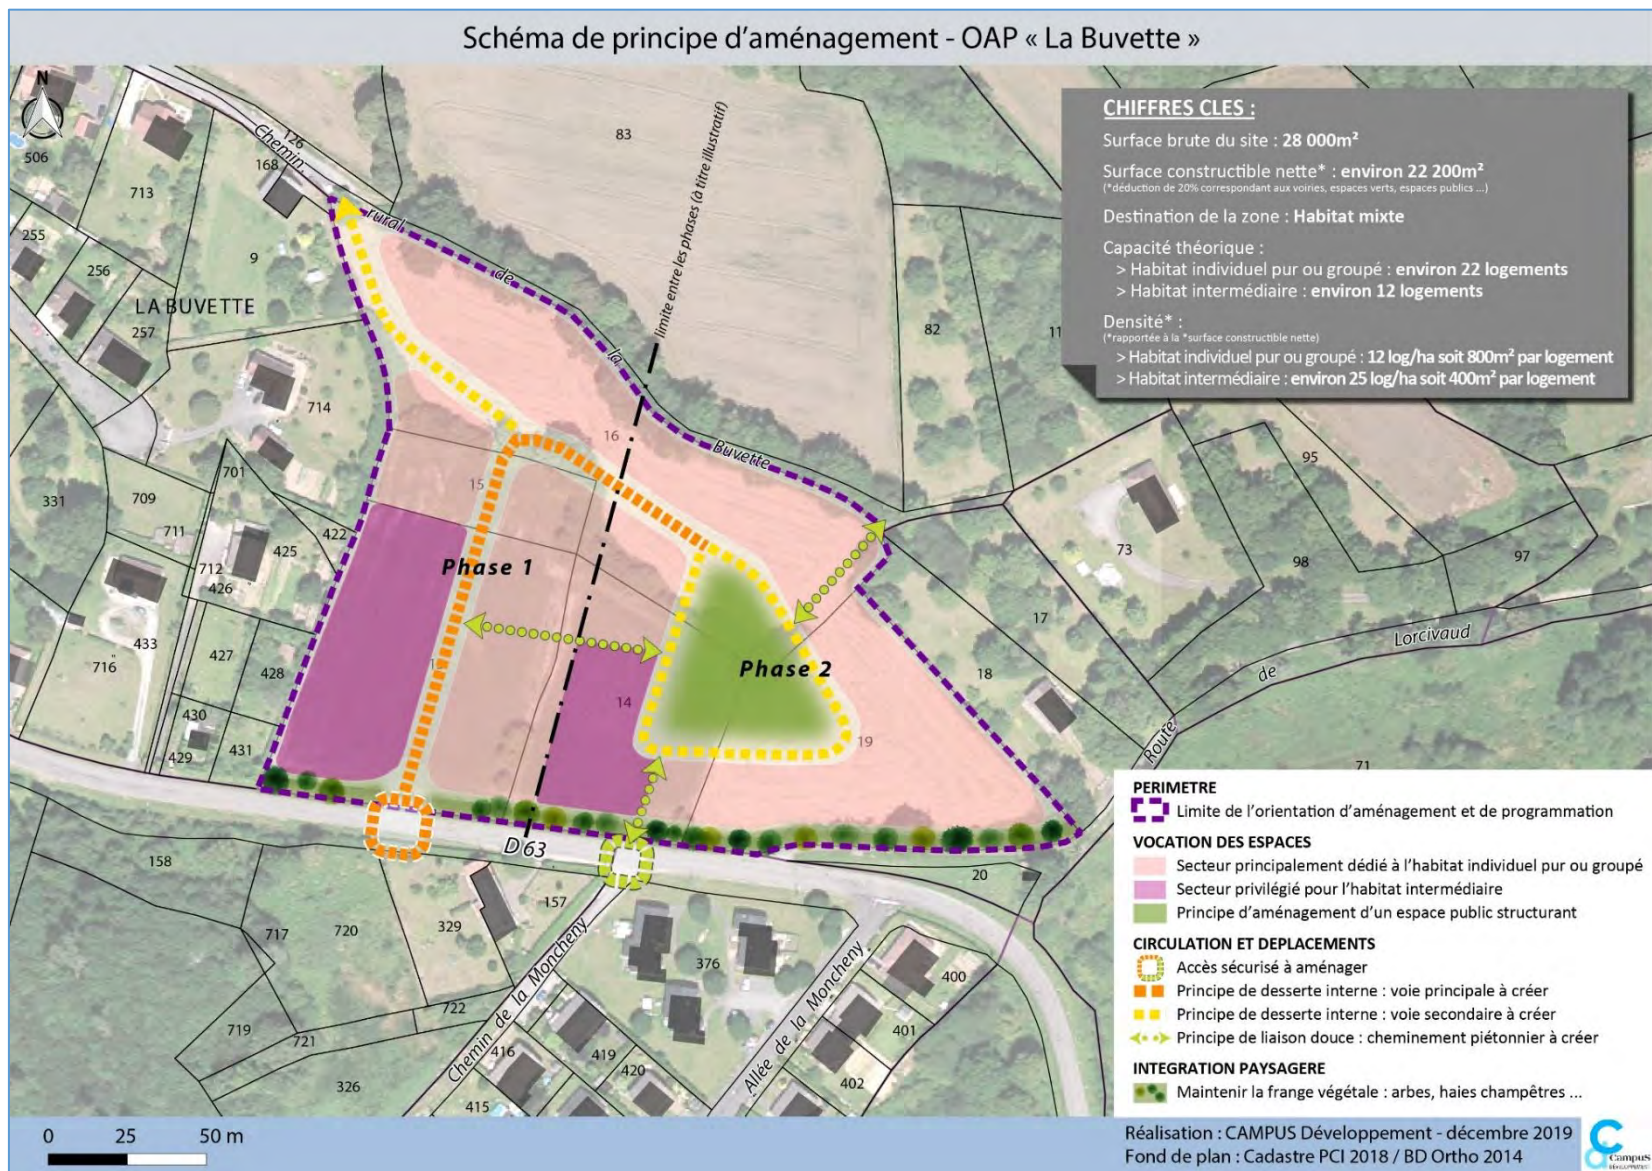 Schéma de principe d'aménagement - OAP « La Buvette »
N
CHIFFRES CLES :
Surface brute du site : 28 000m²
Surface constructible nette* : environ 22 200m²
(*déduction de 20% correspondant aux voiries, espaces verts, espaces publics ...)
Destination de la zone : Habitat mixte
Capacité théorique :
> Habitat individuel pur ou groupé : environ 22 logements
> Habitat intermédiaire : environ 12 logements
Densité* :
(*rapportée à la *surface constructible nette)
> Habitat individuel pur ou groupé : 12 log/ha soit 800m² par logement
> Habitat intermédiaire : environ 25 log/ha soit 400m² par logement
506
713
168
126
83
255
256
9
257
LA BUVETTE
Chemin
rural
de
la
Buvette
limite entre les phases (à titre illustratif)
82
714
16
15
95
331
709
701
711
422
425
712
426
73
98
97
Phase 1
433
716
427
428
17
Lorcivaud
de
Route
18
Phase 2
14
19
430
429
431
71
D 63
158
20
157
717
720
329
376
400
722
Chemin de la Moncheny
Allée de la Moncheny
719
721
401
416
419
420
402
326
415
PERIMETRE
Limite de l'orientation d'aménagement et de programmation
VOCATION DES ESPACES
Secteur principalement dédié à l'habitat individuel pur ou groupé
Secteur privilégié pour l'habitat intermédiaire
Principe d'aménagement d'un espace public structurant
CIRCULATION ET DEPLACEMENTS
Accès sécurisé à aménager
Principe de desserte interne : voie principale à créer
Principe de desserte interne : voie secondaire à créer
Principe de liaison douce : cheminement piétonnier à créer
INTEGRATION PAYSAGERE
Maintenir la frange végétale : arbes, haies champêtres ...
0 25 50 m
Réalisation : CAMPUS Développement - décembre 2019
Fond de plan : Cadastre PCI 2018 / BD Ortho 2014
Campus